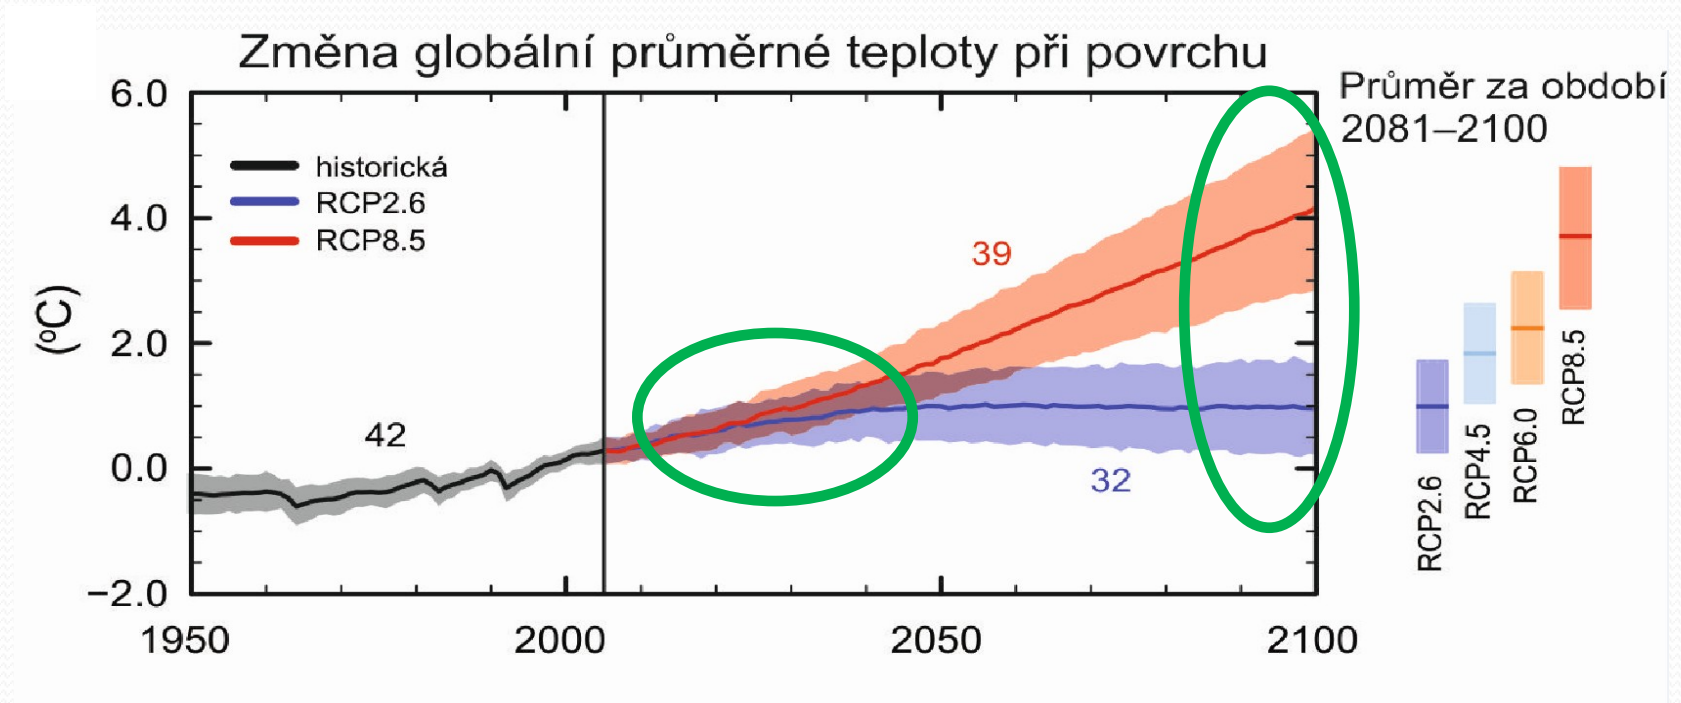 Změna globální průměrné teploty při povrchu
Průměr za období
2081–2100
6.0
4.0
2.0
0.0
−2.0
(ºC)
historická
RCP2.6
RCP8.5
42
39
32
1950
2000
2050
2100
RCP2.6
RCP4.5
RCP6.0
RCP8.5